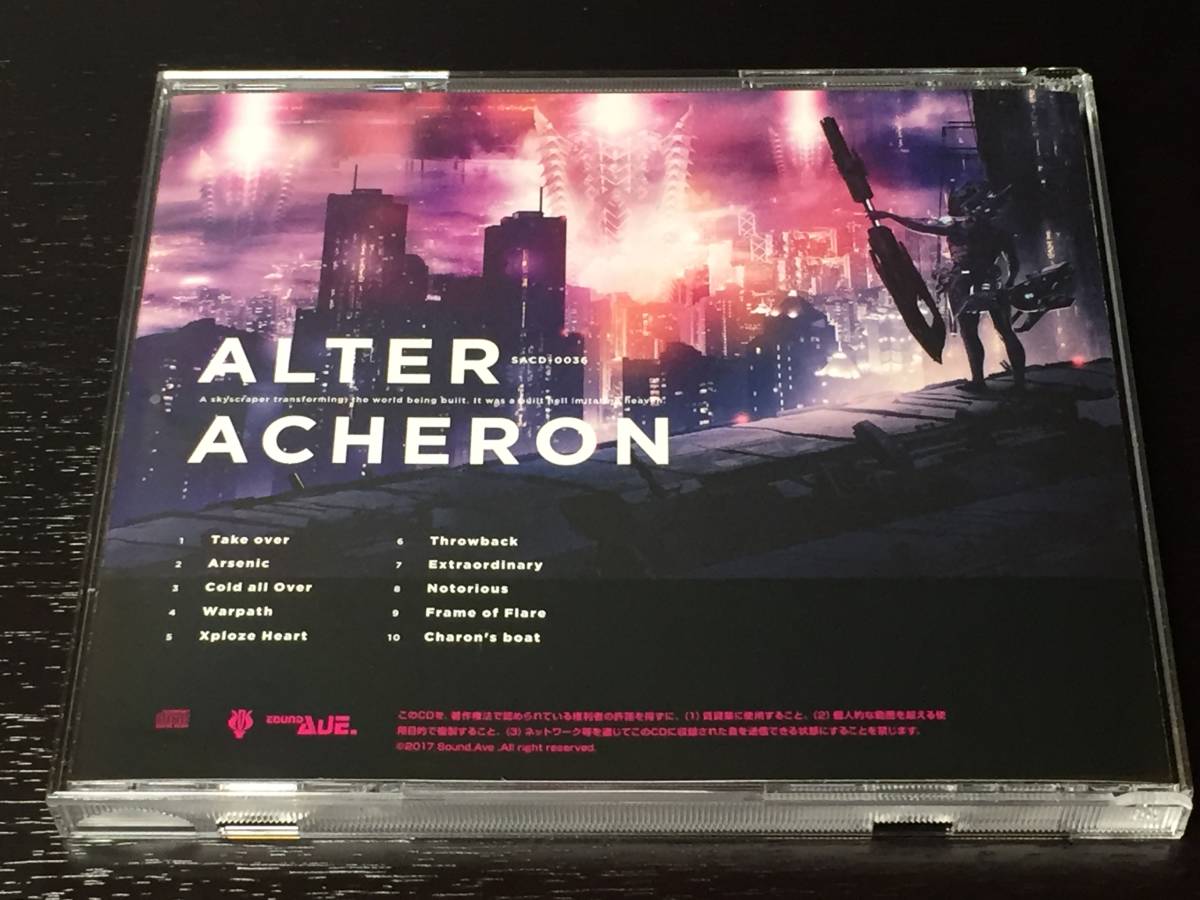 ALTER
SACD-0036
A skyscraper transforming, the world being built. It was a built hell imitating heaven.
ACHERON
1 Take over
2 Arsenic
3 Cold all Over
4 Warpath
5 Xploze Heart
6 Throwback
7 Extraordinary
8 Notorious
9 Frame of Flare
10 Charon's boat
SOUND AVE.
このCDを、著作権法で認められている権利者の許諾を得ずに、(1) 賃貸業に使用すること、(2) 個人的な範囲を超える使
用目的で複製すること、(3) ネットワーク等を通じてこのCDに収録された音を送信できる状態にすることを禁じます。
©2017 Sound.Ave .All right reserved.